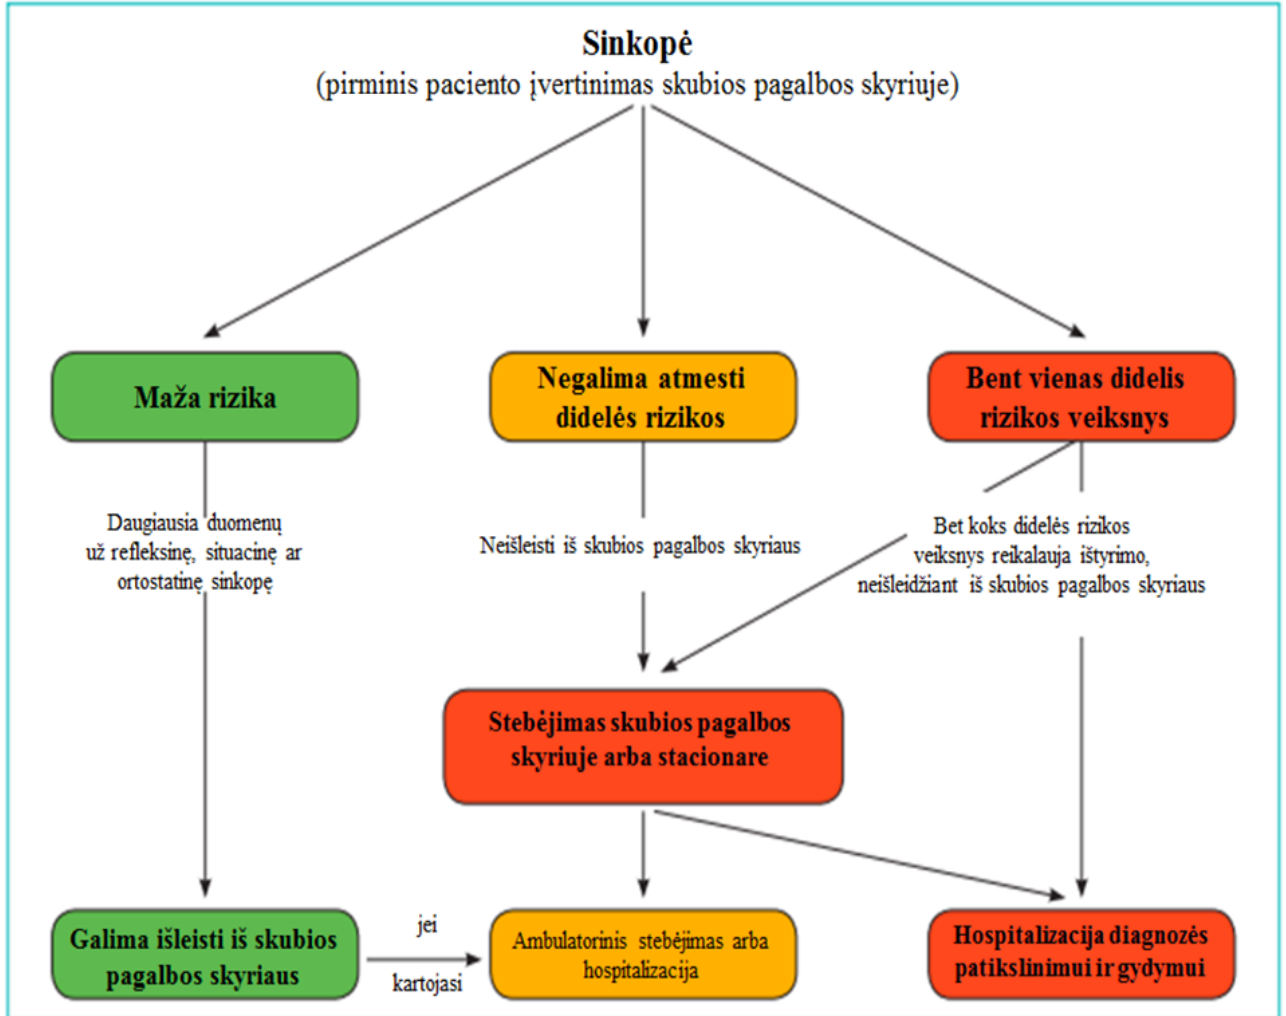 Sinkopė
(pirminis paciento įvertinimas skubios pagalbos skyriuje)
Maža rizika
Negalima atmesti
didelės rizikos
Bent vienas didelis
rizikos veiksnys
Daugiausia duomenų
už refleksinę, situacinę ar
ortostatinę sinkopę
Neišleisti iš skubios pagalbos skyriaus
Bet koks didelės rizikos
veiksnys reikalauja ištyrimo,
neišleidžiant iš skubios pagalbos skyriaus
Stebėjimas skubios pagalbos
skyriuje arba stacionare
Galima išleisti iš skubios
pagalbos skyriaus
jei
kartojasi
Ambulatorinis stebėjimas arba
hospitalizacija
Hospitalizacija diagnozės
patikslinimui ir gydymui